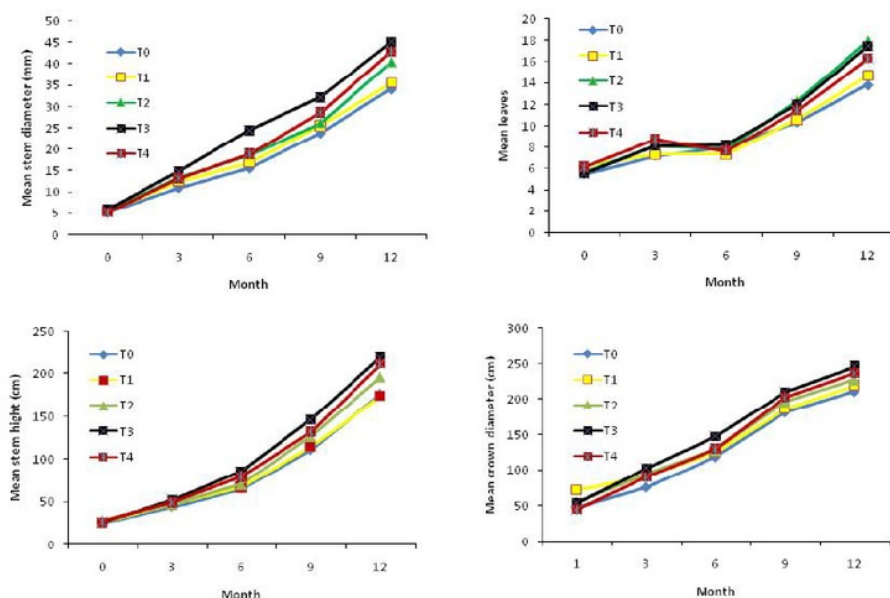 Mean stem diameter (mm)
50
45
40
35
30
25
20
15
10
5
0
T0
T1
T2
T3
T4
0 3 6 9 12
Month
Mean leaves
20
18
16
14
12
10
8
6
4
2
0
T0
T1
T2
T3
T4
0 3 6 9 12
Month
Mean stem hight (cm)
250
200
150
100
50
0
T0
T1
T2
T3
T4
0 3 6 9 12
Month
Mean crown diameter (cm)
300
250
200
150
100
50
0
T0
T1
T2
T3
T4
1 3 6 9 12
Month